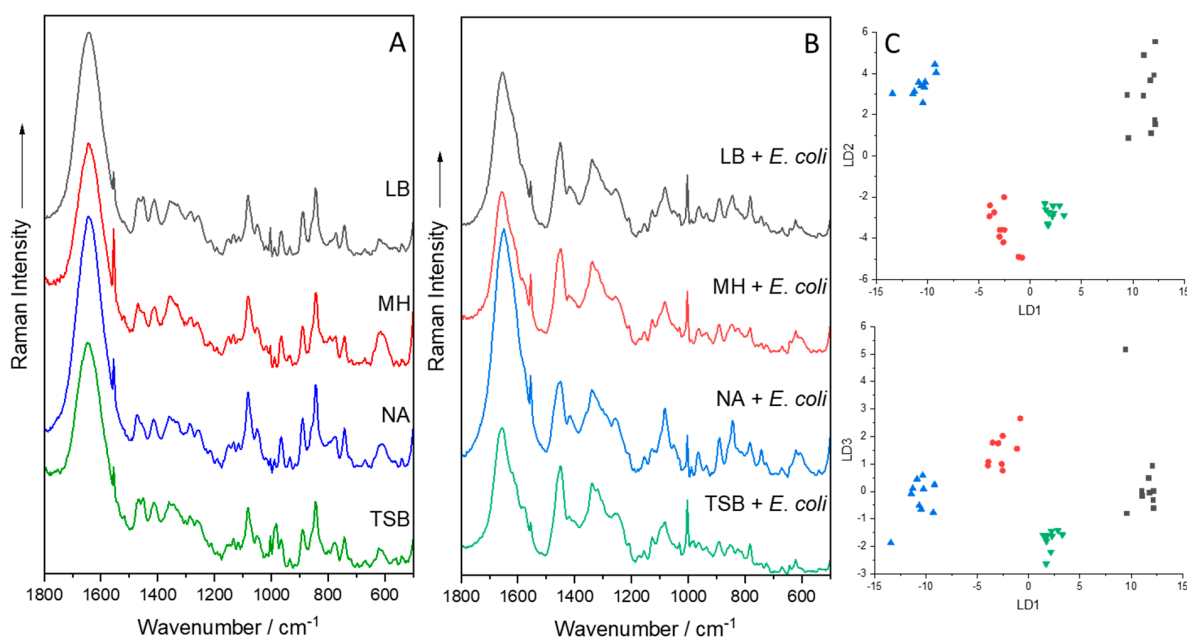 A
LB
MH
NA
TSB
Raman Intensity
1800 1600 1400 1200 1000 800 600
Wavenumber / cm-1
B
LB + E. coli
MH + E. coli
NA + E. coli
TSB + E. coli
Raman Intensity
1800 1600 1400 1200 1000 800 600
Wavenumber / cm-1
C
6
4
2
0
-2
-4
-6
LD2
-15 -10 -5 0 5 10 15
LD1
6
5
4
3
2
1
0
-1
-2
-3
LD3
-15 -10 -5 0 5 10 15
LD1